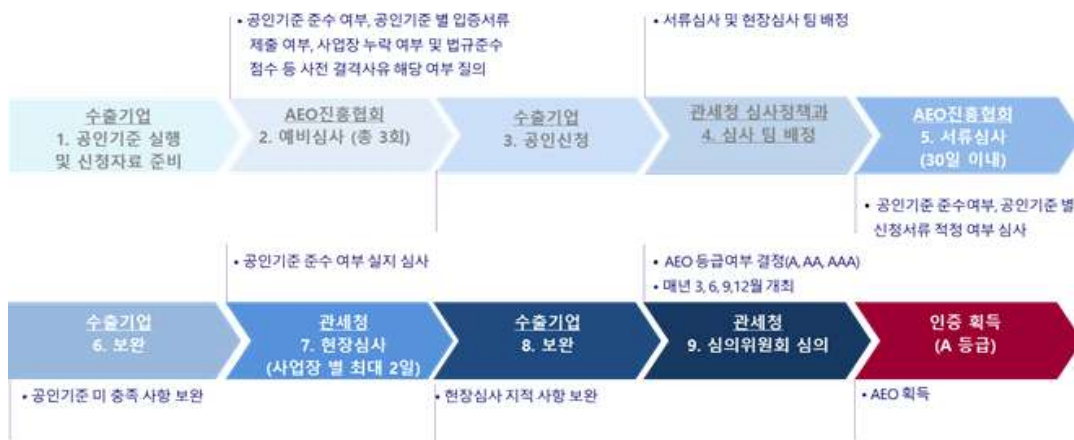 • 공인기준 준수 여부, 공인기준 별 입증서류
제출 여부, 사업장 누락 여부 및 법규준수
점수 등 사전 결격사유 해당 여부 질의
• 서류심사 및 현장심사 팀 배정
수출기업
1. 공인기준 실행
및 신청자료 준비
AEO진흥협회
2. 예비심사 (총 3회)
수출기업
3. 공인신청
관세청 심사정책과
4. 심사 팀 배정
AEO진흥협회
5. 서류심사
(30일 이내)
• 공인기준 준수여부, 공인기준 별
신청서류 적정 여부 심사
• 공인기준 준수 여부 실지 심사
• AEO 등급여부 결정(A, AA, AAA)
• 매년 3, 6, 9,12월 개최
수출기업
6. 보완
관세청
7. 현장심사
(사업장 별 최대 2일)
수출기업
8. 보완
관세청
9. 심의위원회 심의
인증 획득
(A 등급)
• 공인기준 미 충족 사항 보완
• 현장심사 지적 사항 보완
• AEO 획득